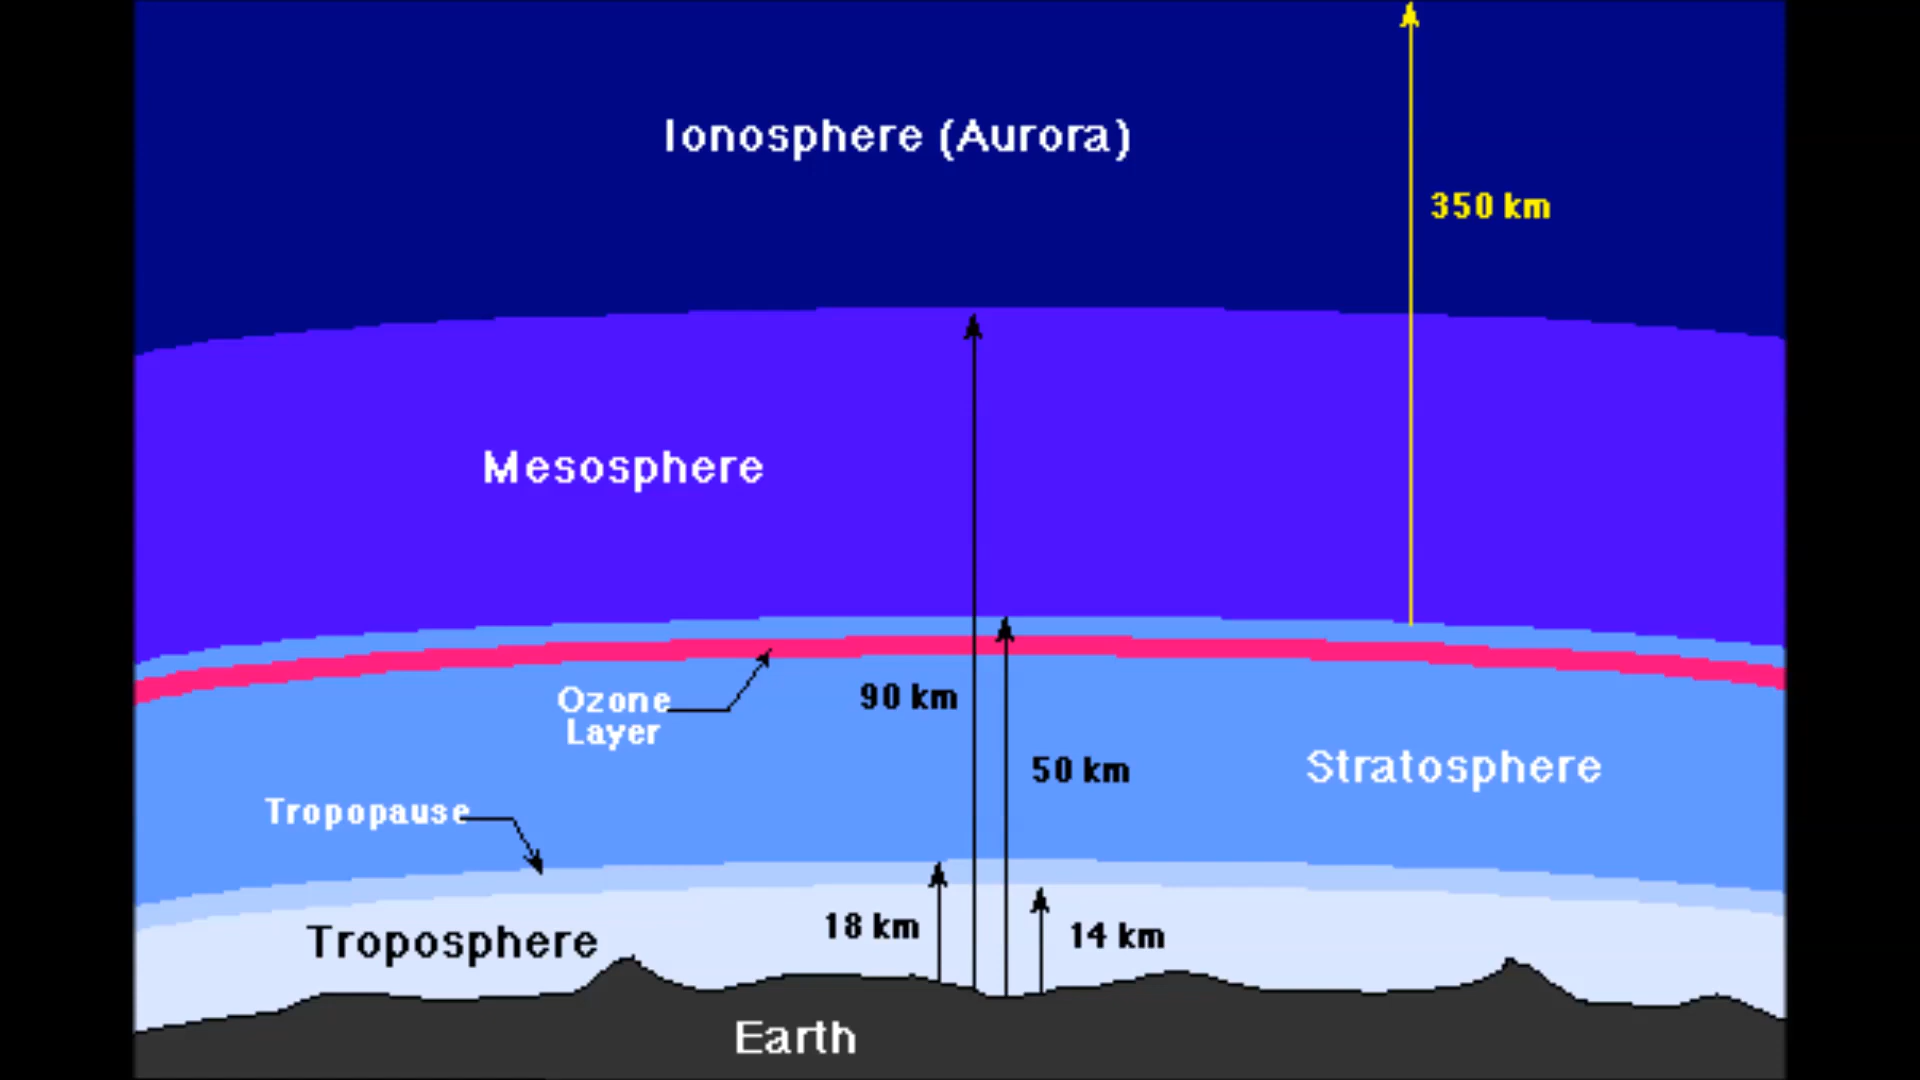 Ionosphere (Aurora)
350 km
Mesosphere
Ozone
Layer
90 km
50 km
Stratosphere
Tropopause
Troposphere
18 km
14 km
Earth